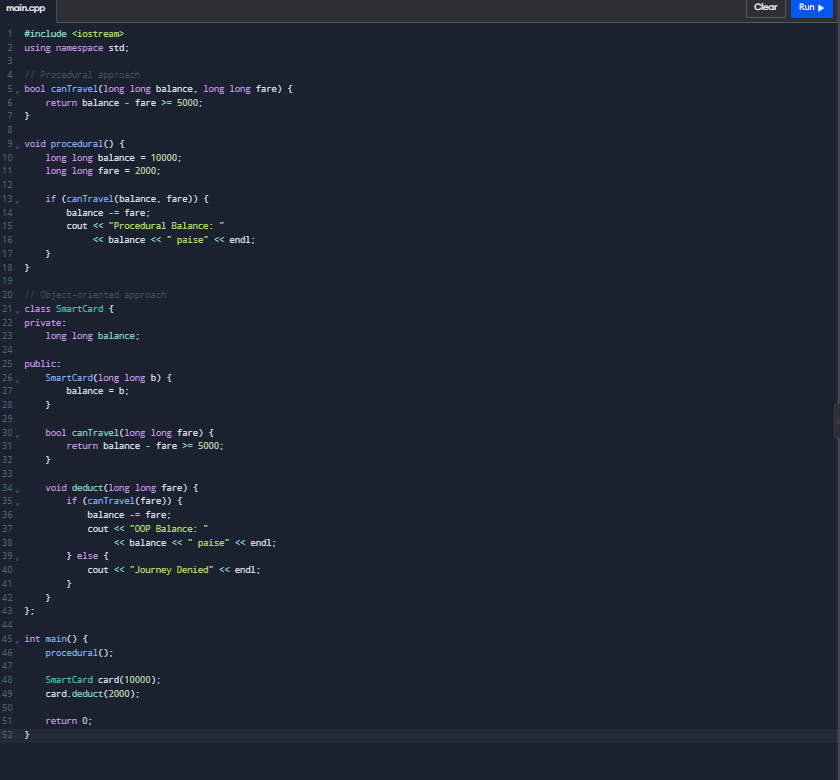 main.cpp
Clear
Run
1 #include <iostream>
2 using namespace std;
3
4 // Procedural approach
5 bool canTravel(long long balance, long long fare) {
6     return balance - fare >= 5000;
7 }
8
9 void procedural() {
10     long long balance = 10000;
11     long long fare = 2000;
12
13     if (canTravel(balance, fare)) {
14         balance -= fare;
15         cout << "Procedural Balance: "
16              << balance << " paise" << endl;
17     }
18 }
19
20 // Object-oriented approach
21 class SmartCard {
22 private:
23     long long balance;
24
25 public:
26     SmartCard(long long b) {
27         balance = b;
28     }
29
30     bool canTravel(long long fare) {
31         return balance - fare >= 5000;
32     }
33
34     void deduct(long long fare) {
35         if (canTravel(fare)) {
36             balance -= fare;
37             cout << "OOP Balance: "
38                  << balance << " paise" << endl;
39         } else {
40             cout << "Journey Denied" << endl;
41         }
42     }
43 };
44
45 int main() {
46     procedural();
47
48     SmartCard card(10000);
49     card.deduct(2000);
50
51     return 0;
52 }